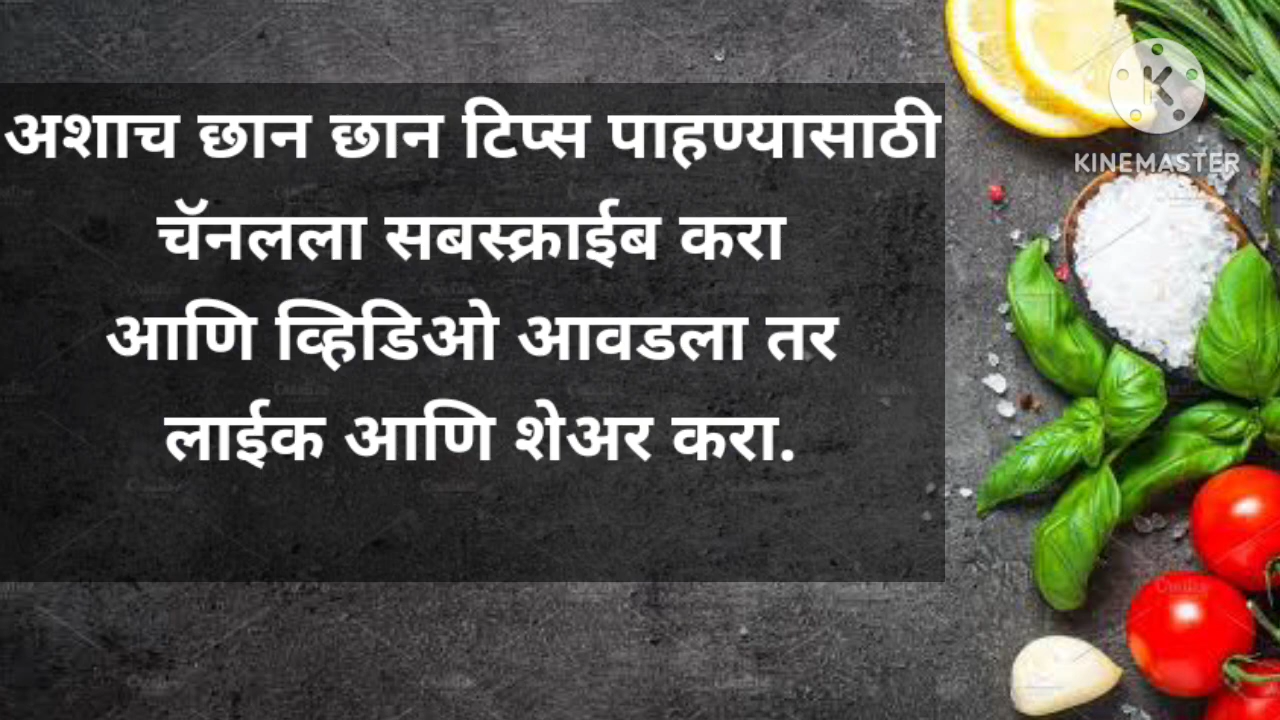 अशाच छान छान टिप्स पाहण्यासाठी
चॅनलला सबस्क्राईब करा
आणि व्हिडिओ आवडला तर
लाईक आणि शेअर करा.
KINEMASTER